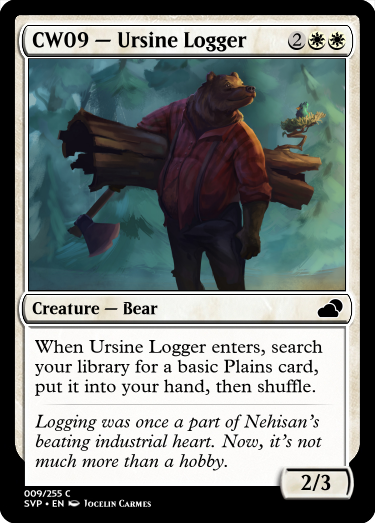 CW09 — Ursine Logger 2
Creature — Bear
When Ursine Logger enters, search
your library for a basic Plains card,
put it into your hand, then shuffle.
Logging was once a part of Nehisan's
beating industrial heart. Now, it's not
much more than a hobby.
2/3
009/255 C
SVP • EN Jocelin Carmes